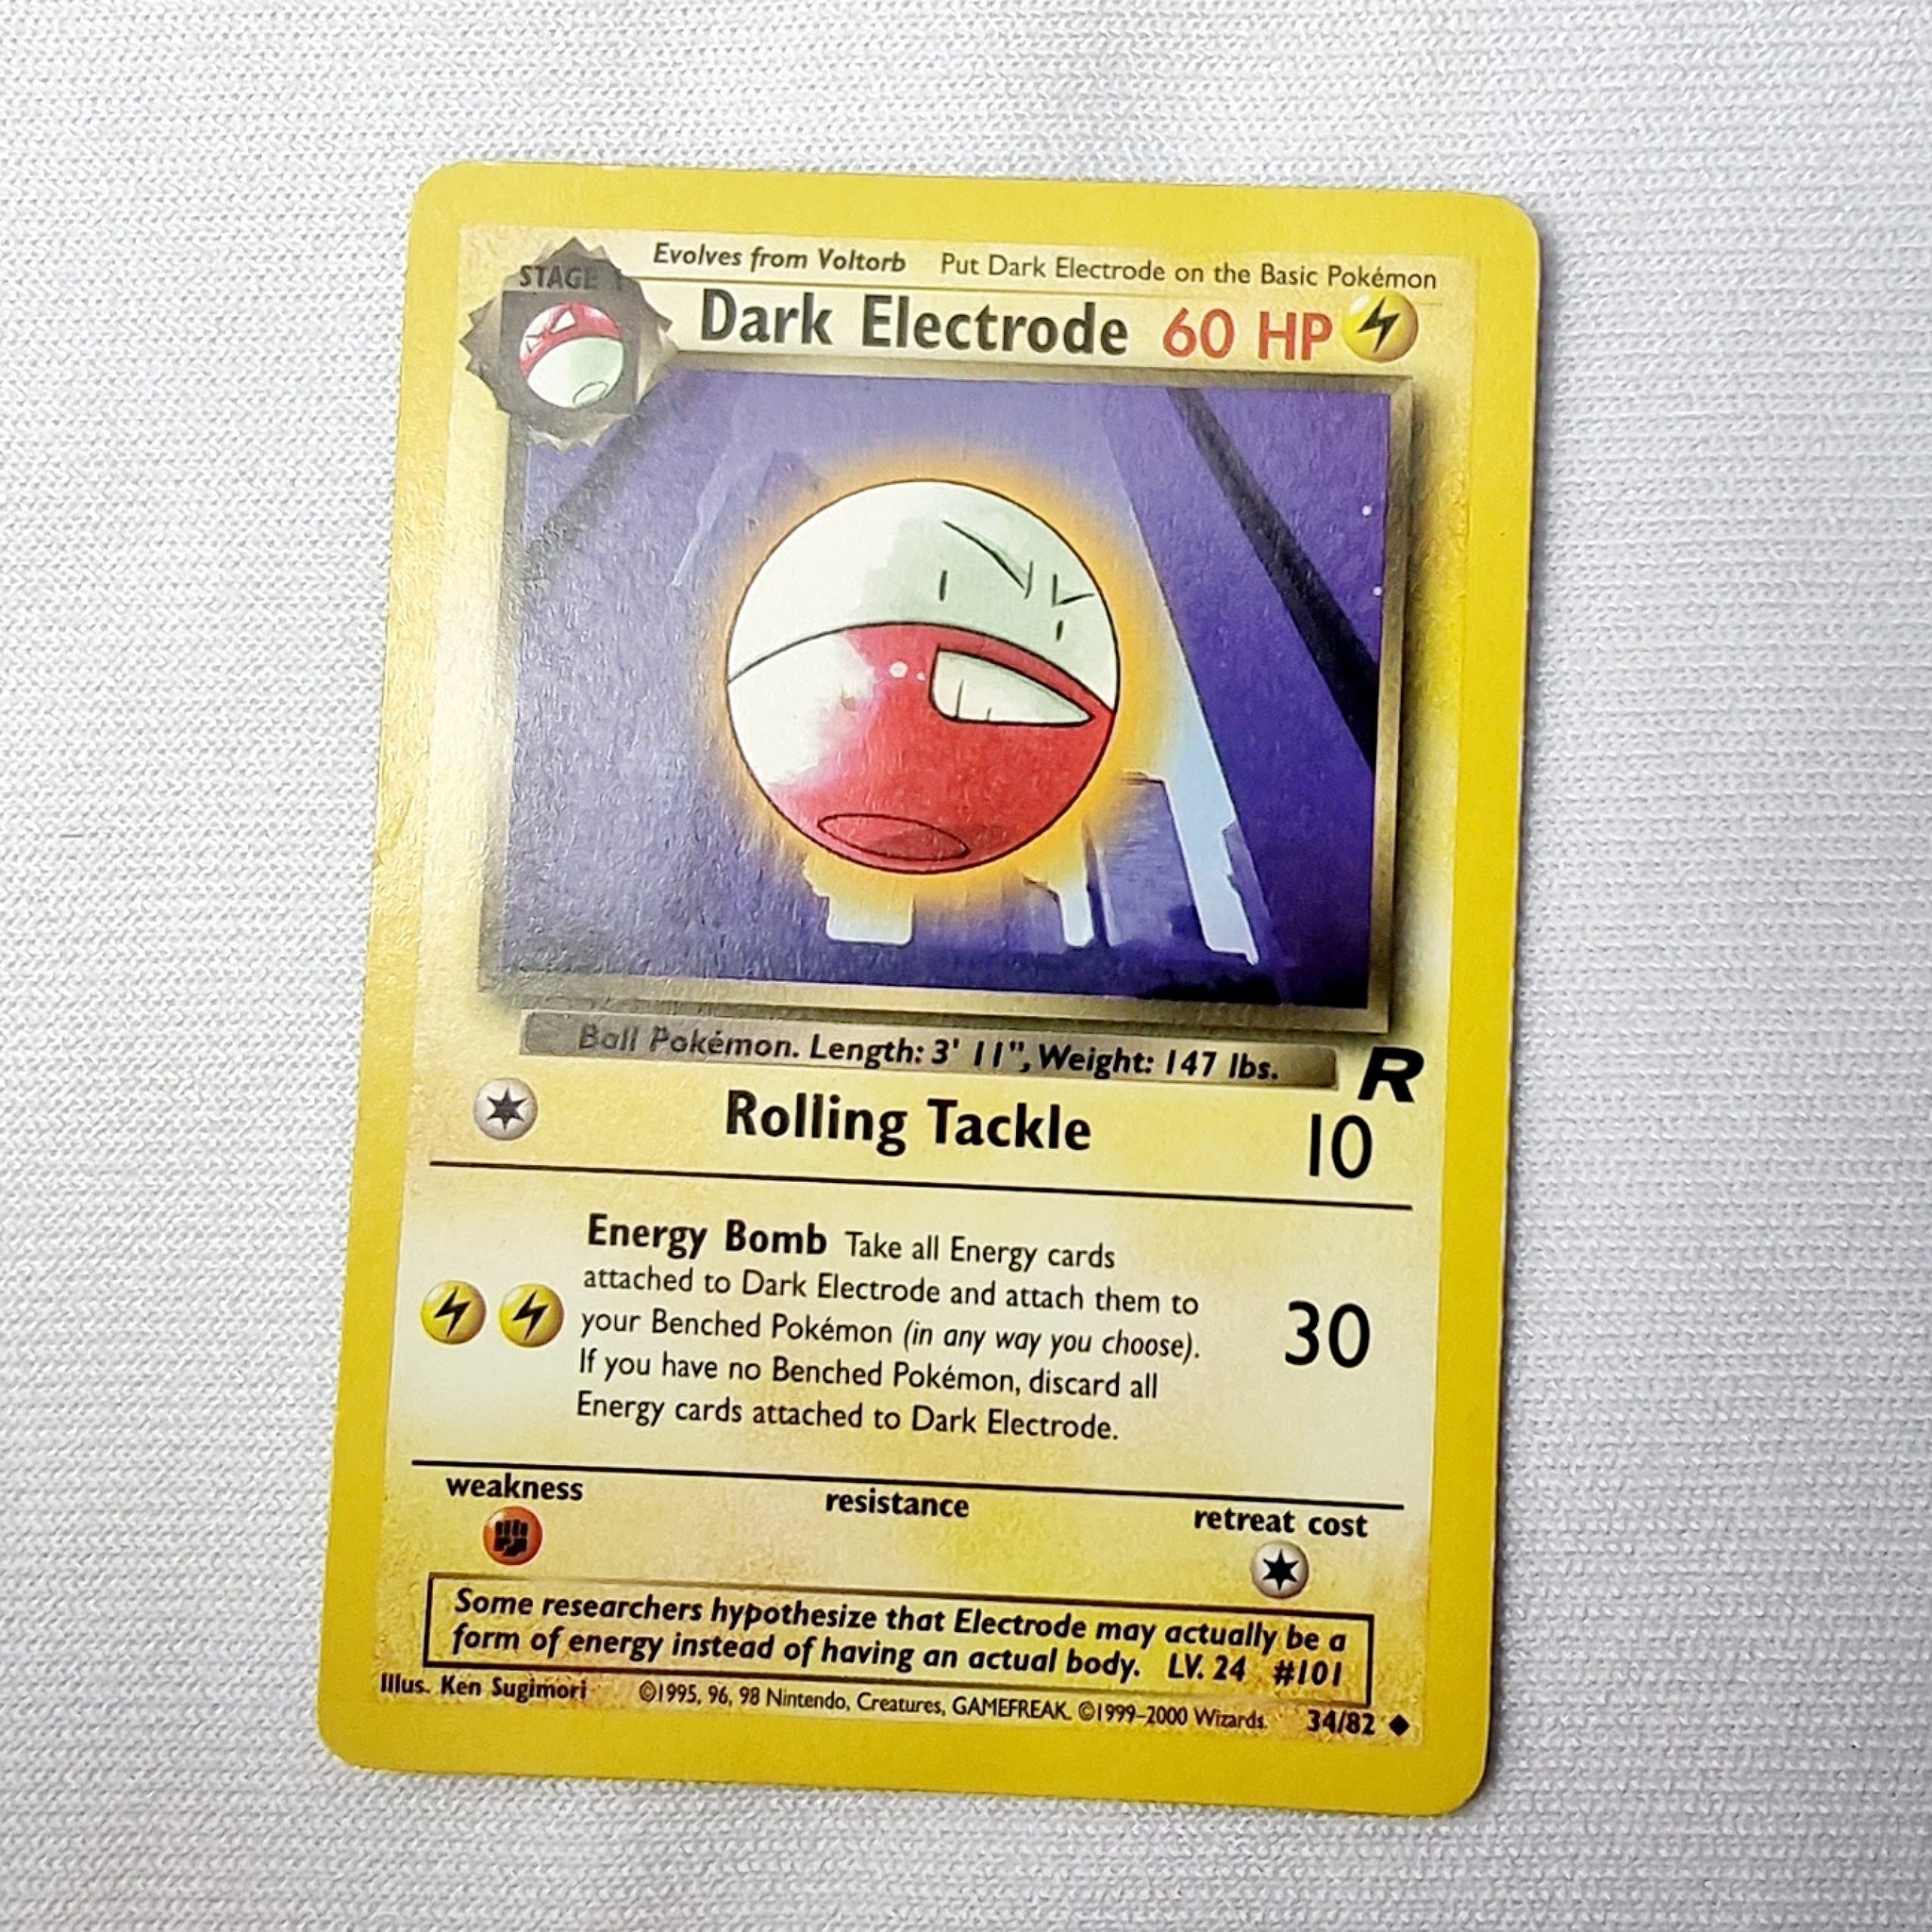 Evolves from Voltorb Put Dark Electrode on the Basic Pokémon
STAGE 1
Dark Electrode 60 HP
Ball Pokémon. Length: 3' 11", Weight: 147 lbs.
R
Rolling Tackle 10
Energy Bomb Take all Energy cards
attached to Dark Electrode and attach them to
your Benched Pokémon (in any way you choose).
If you have no Benched Pokémon, discard all
Energy cards attached to Dark Electrode.
30
weakness resistance retreat cost
Some researchers hypothesize that Electrode may actually be a
form of energy instead of having an actual body. LV. 24 #101
Illus. Ken Sugimori ©1995, 96, 98 Nintendo, Creatures, GAMEFREAK. ©1999–2000 Wizards. 34/82